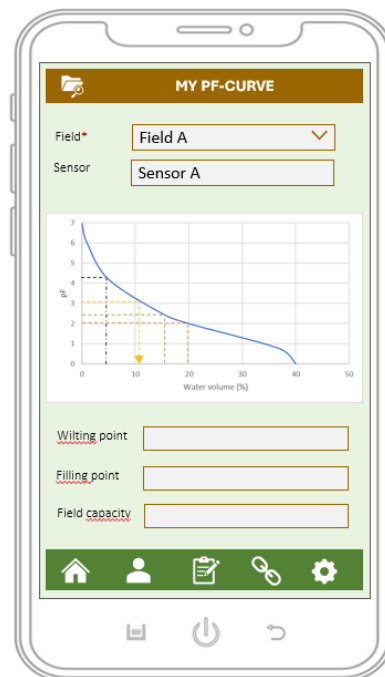 MY PF-CURVE
Field* Field A
Sensor Sensor A
7
6
5
4
3
2
1
0
pF
0 10 20 30 40 50
Water volume (%)
Wilting point
Filling point
Field capacity